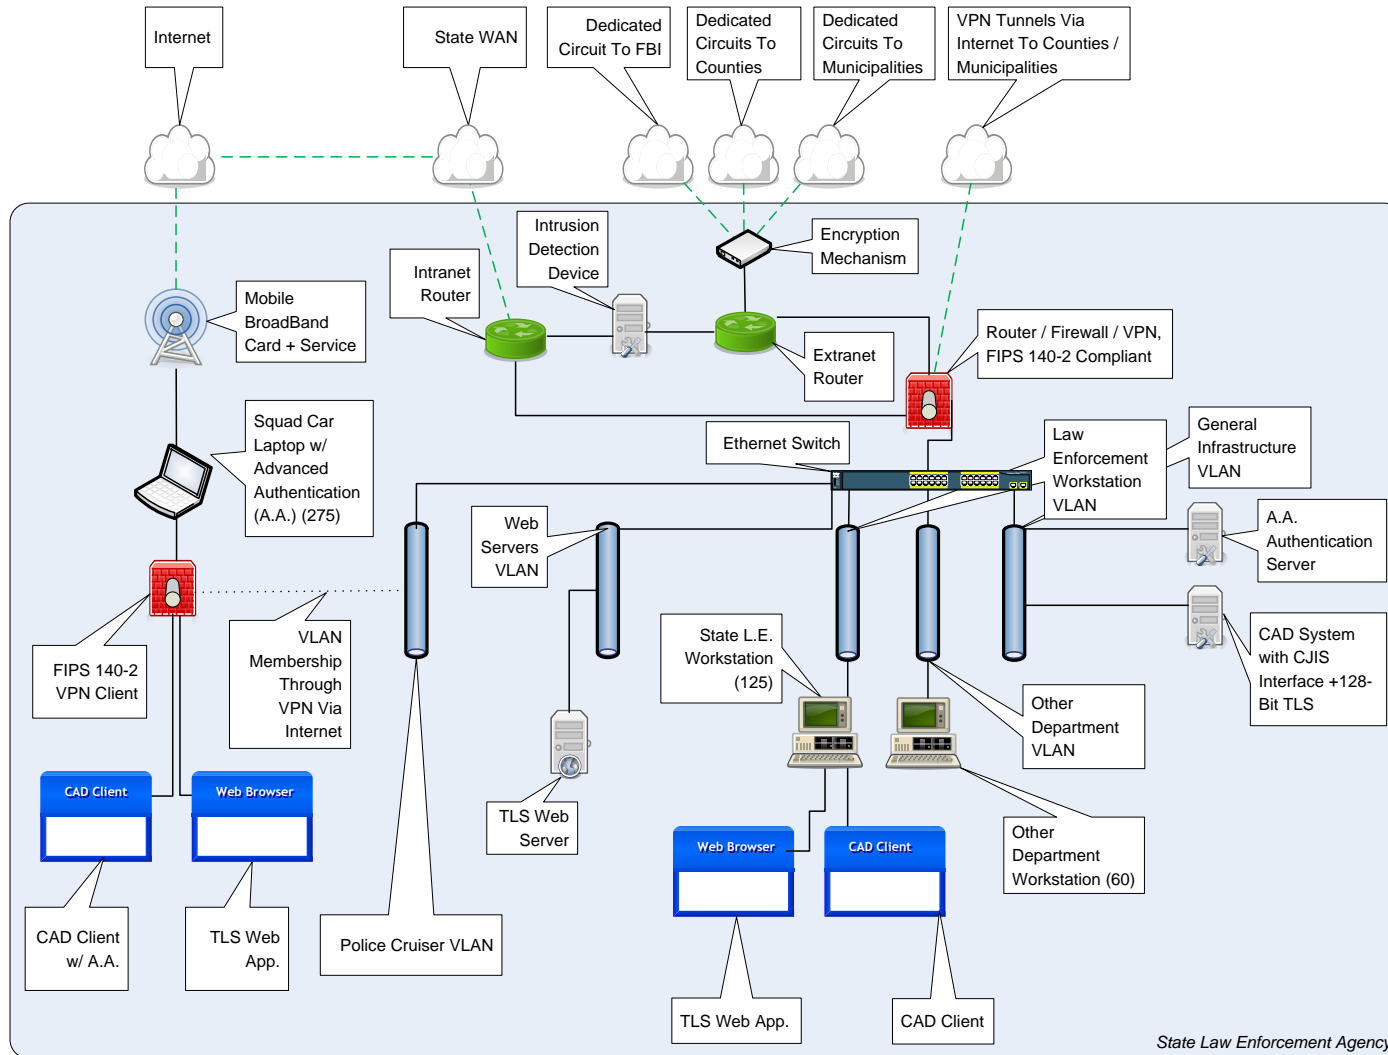 Internet
State WAN
Dedicated
Circuit To FBI
Dedicated
Circuits To
Counties
Dedicated
Circuits To
Municipalities
VPN Tunnels Via
Internet To Counties /
Municipalities
Intrusion
Detection
Device
Encryption
Mechanism
Intranet
Router
Mobile
BroadBand
Card + Service
Extranet
Router
Router / Firewall / VPN,
FIPS 140-2 Compliant
Squad Car
Laptop w/
Advanced
Authentication
(A.A.) (275)
Ethernet Switch
Law
Enforcement
Workstation
VLAN
General
Infrastructure
VLAN
Web
Servers
VLAN
A.A.
Authentication
Server
FIPS 140-2
VPN Client
VLAN
Membership
Through
VPN Via
Internet
State L.E.
Workstation
(125)
CAD System
with CJIS
Interface +128-
Bit TLS
Other
Department
VLAN
CAD Client
Web Browser
TLS Web
Server
Web Browser
CAD Client
Other
Department
Workstation (60)
CAD Client
w/ A.A.
TLS Web
App.
Police Cruiser VLAN
TLS Web App.
CAD Client
State Law Enforcement Agency